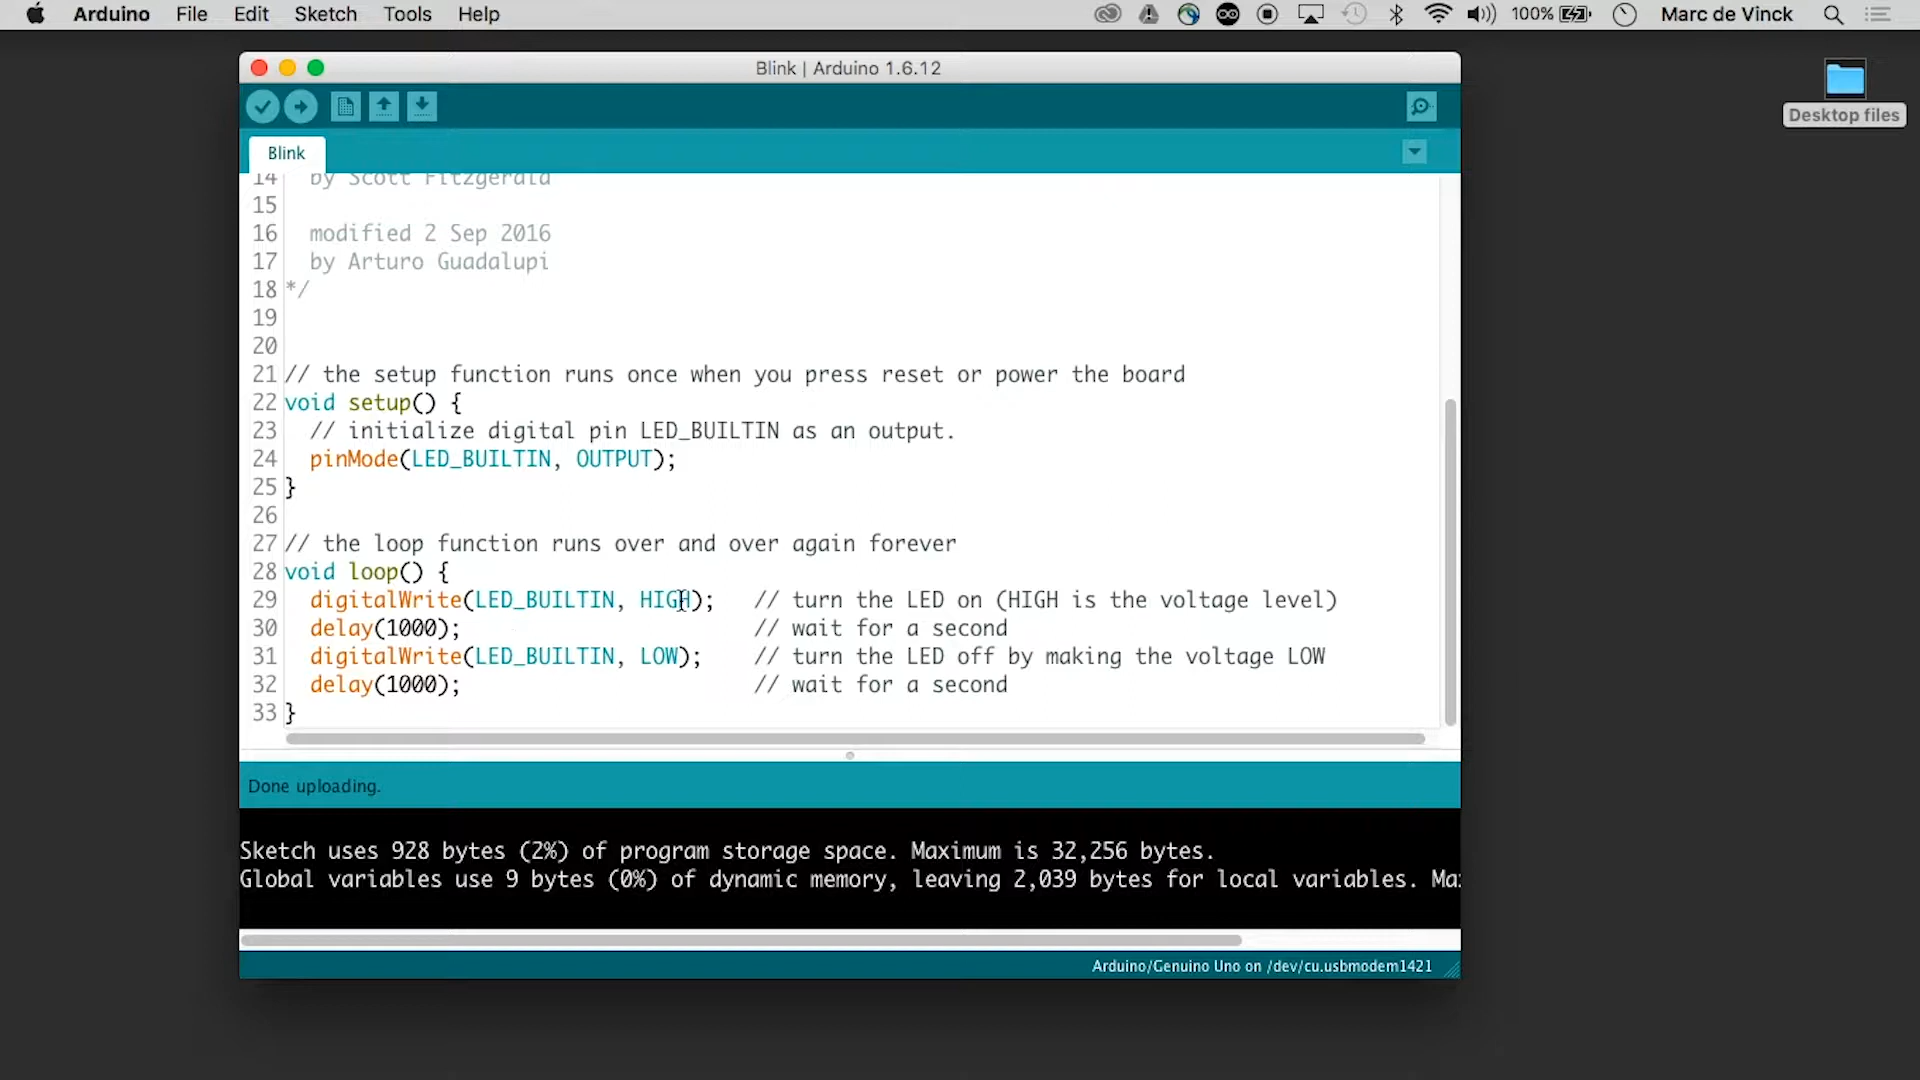 Arduino File Edit Sketch Tools Help 100% Marc de Vinck
Desktop files
Blink | Arduino 1.6.12
Blink
14 by Scott Fitzgerald
15
16 modified 2 Sep 2016
17 by Arturo Guadalupi
18 */
19
20
21 // the setup function runs once when you press reset or power the board
22 void setup() {
23 // initialize digital pin LED_BUILTIN as an output.
24 pinMode(LED_BUILTIN, OUTPUT);
25 }
26
27 // the loop function runs over and over again forever
28 void loop() {
29 digitalWrite(LED_BUILTIN, HIGH); // turn the LED on (HIGH is the voltage level)
30 delay(1000); // wait for a second
31 digitalWrite(LED_BUILTIN, LOW); // turn the LED off by making the voltage LOW
32 delay(1000); // wait for a second
33 }
Done uploading.
Sketch uses 928 bytes (2%) of program storage space. Maximum is 32,256 bytes.
Global variables use 9 bytes (0%) of dynamic memory, leaving 2,039 bytes for local variables.
Arduino/Genuino Uno on /dev/cu.usbmodem1421